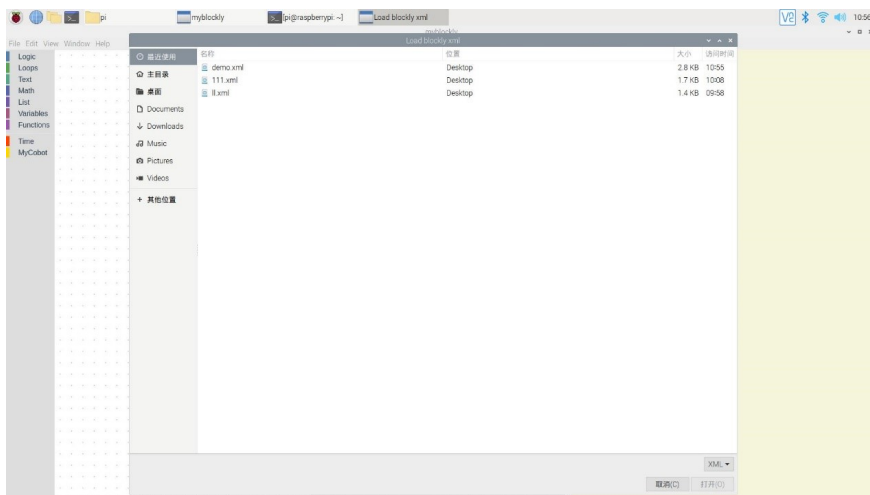 pi myblockly [pi@raspberrypi: ~] Load blockly xml V2 10:56
myblockly
File Edit View Window Help
Load blockly xml
Logic
Loops
Text
Math
List
Variables
Functions
Time
MyCobot
最近使用
主目录
桌面
Documents
Downloads
Music
Pictures
Videos
+ 其他位置
名称 位置 大小 访问时间
demo.xml Desktop 2.8 KB 10:55
111.xml Desktop 1.7 KB 10:08
ll.xml Desktop 1.4 KB 09:58
XML
取消(C) 打开(O)